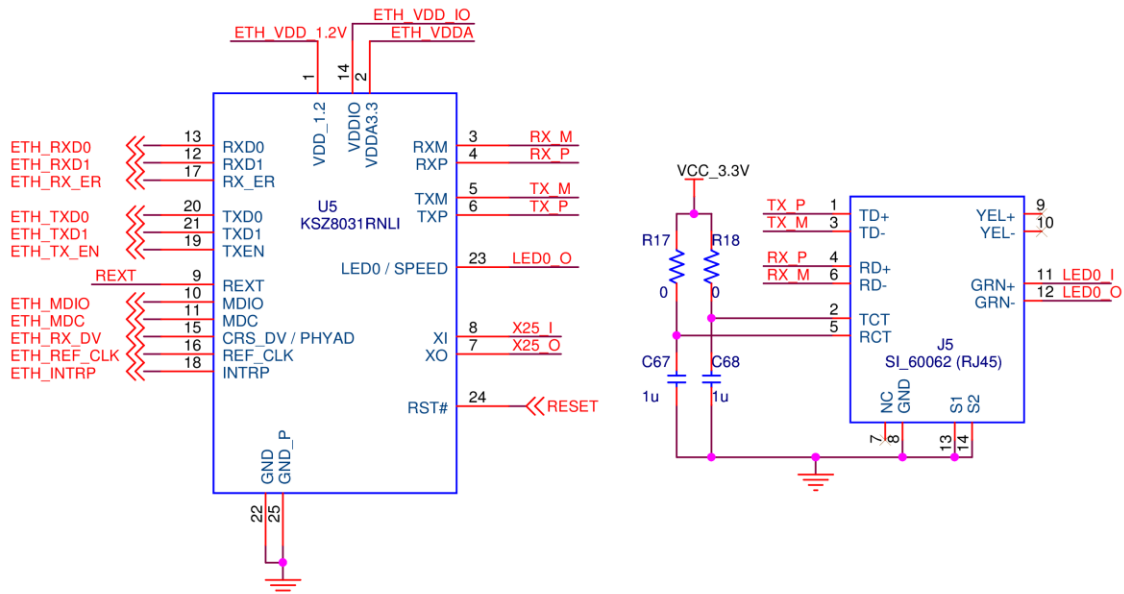 ETH_VDD_IO
ETH_VDD_1.2V
ETH_VDDA
1
14
2
VDD_1.2
VDDIO
VDDA3.3
ETH_RXD0
13
RXD0
ETH_RXD1
12
RXD1
ETH_RX_ER
17
RX_ER
ETH_TXD0
20
TXD0
ETH_TXD1
21
TXD1
ETH_TX_EN
19
TXEN
REXT
9
REXT
ETH_MDIO
10
MDIO
ETH_MDC
11
MDC
ETH_RX_DV
15
CRS_DV / PHYAD
ETH_REF_CLK
16
REF_CLK
ETH_INTRP
18
INTRP
U5
KSZ8031RNLI
RXM
3
RX_M
RXP
4
RX_P
TXM
5
TX_M
TXP
6
TX_P
LED0 / SPEED
23
LED0_O
XI
8
X25_I
XO
7
X25_O
RST#
24
RESET
GND
GND_P
22
25
VCC_3.3V
R17
R18
0
0
C67
C68
1u
1u
TX_P
1
TD+
TX_M
3
TD-
RX_P
4
RD+
RX_M
6
RD-
2
TCT
5
RCT
YEL+
9
YEL-
10
GRN+
11
LED0_I
GRN-
12
LED0_O
J5
SI_60062 (RJ45)
NC
GND
S1
S2
7
8
13
14